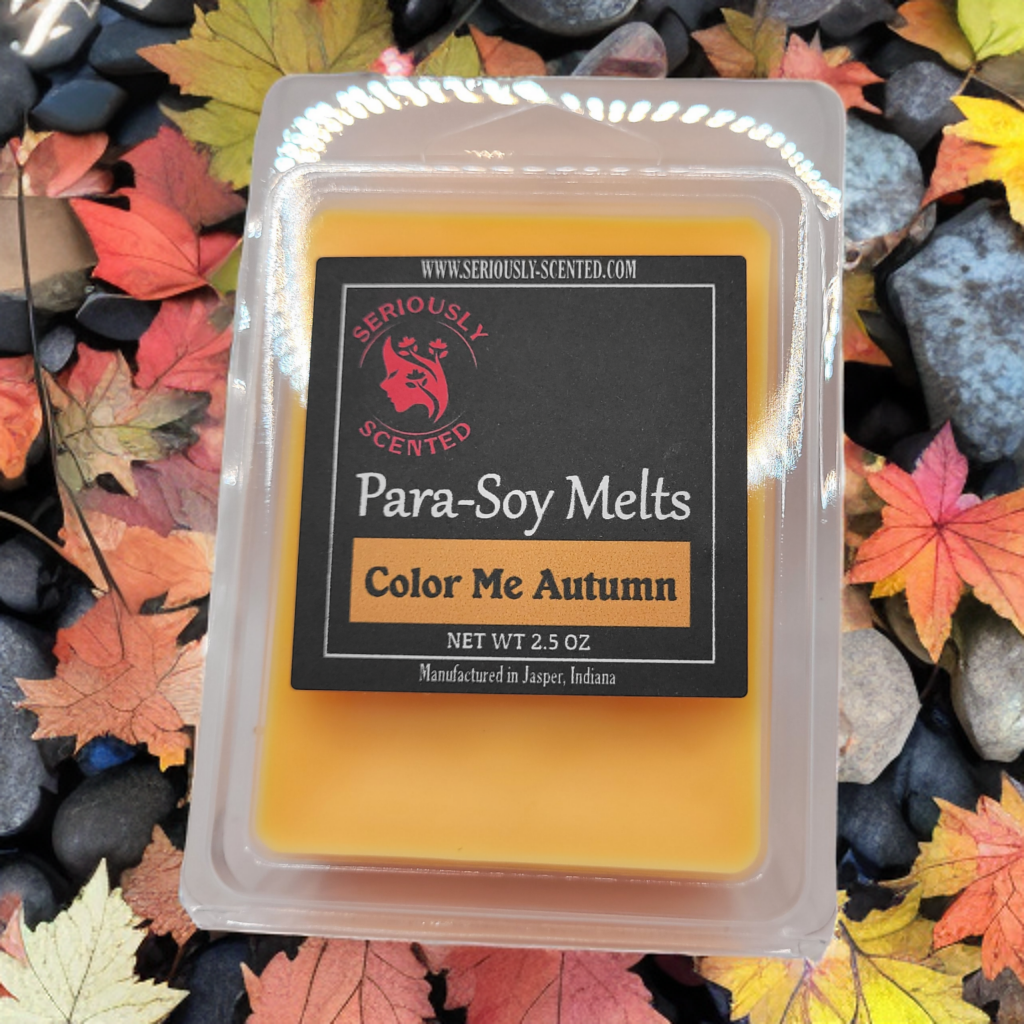 WWW.SERIOUSLY-SCENTED.COM
SERIOUSLY
SCENTED
Para-Soy Melts
Color Me Autumn
NET WT 2.5 OZ
Manufactured in Jasper, Indiana